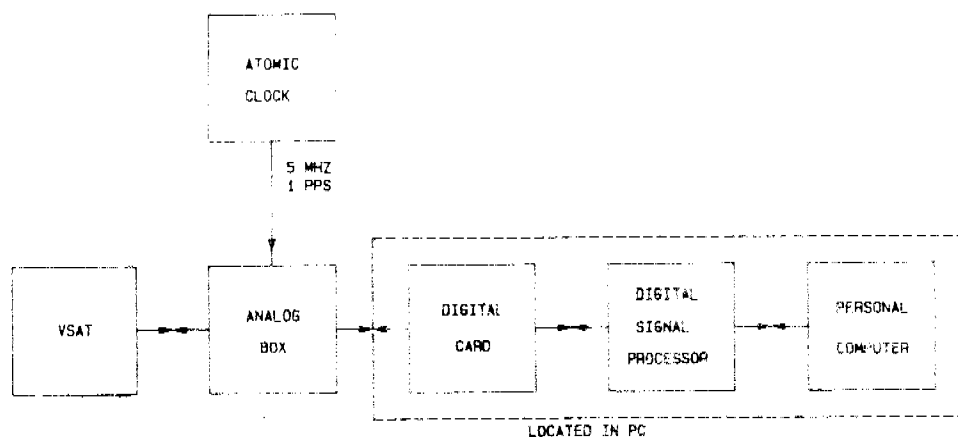 ATOMIC
CLOCK
5 MHZ
1 PPS
VSAT
ANALOG
BOX
DIGITAL
CARD
DIGITAL
SIGNAL
PROCESSOR
PERSONAL
COMPUTER
LOCATED IN PC